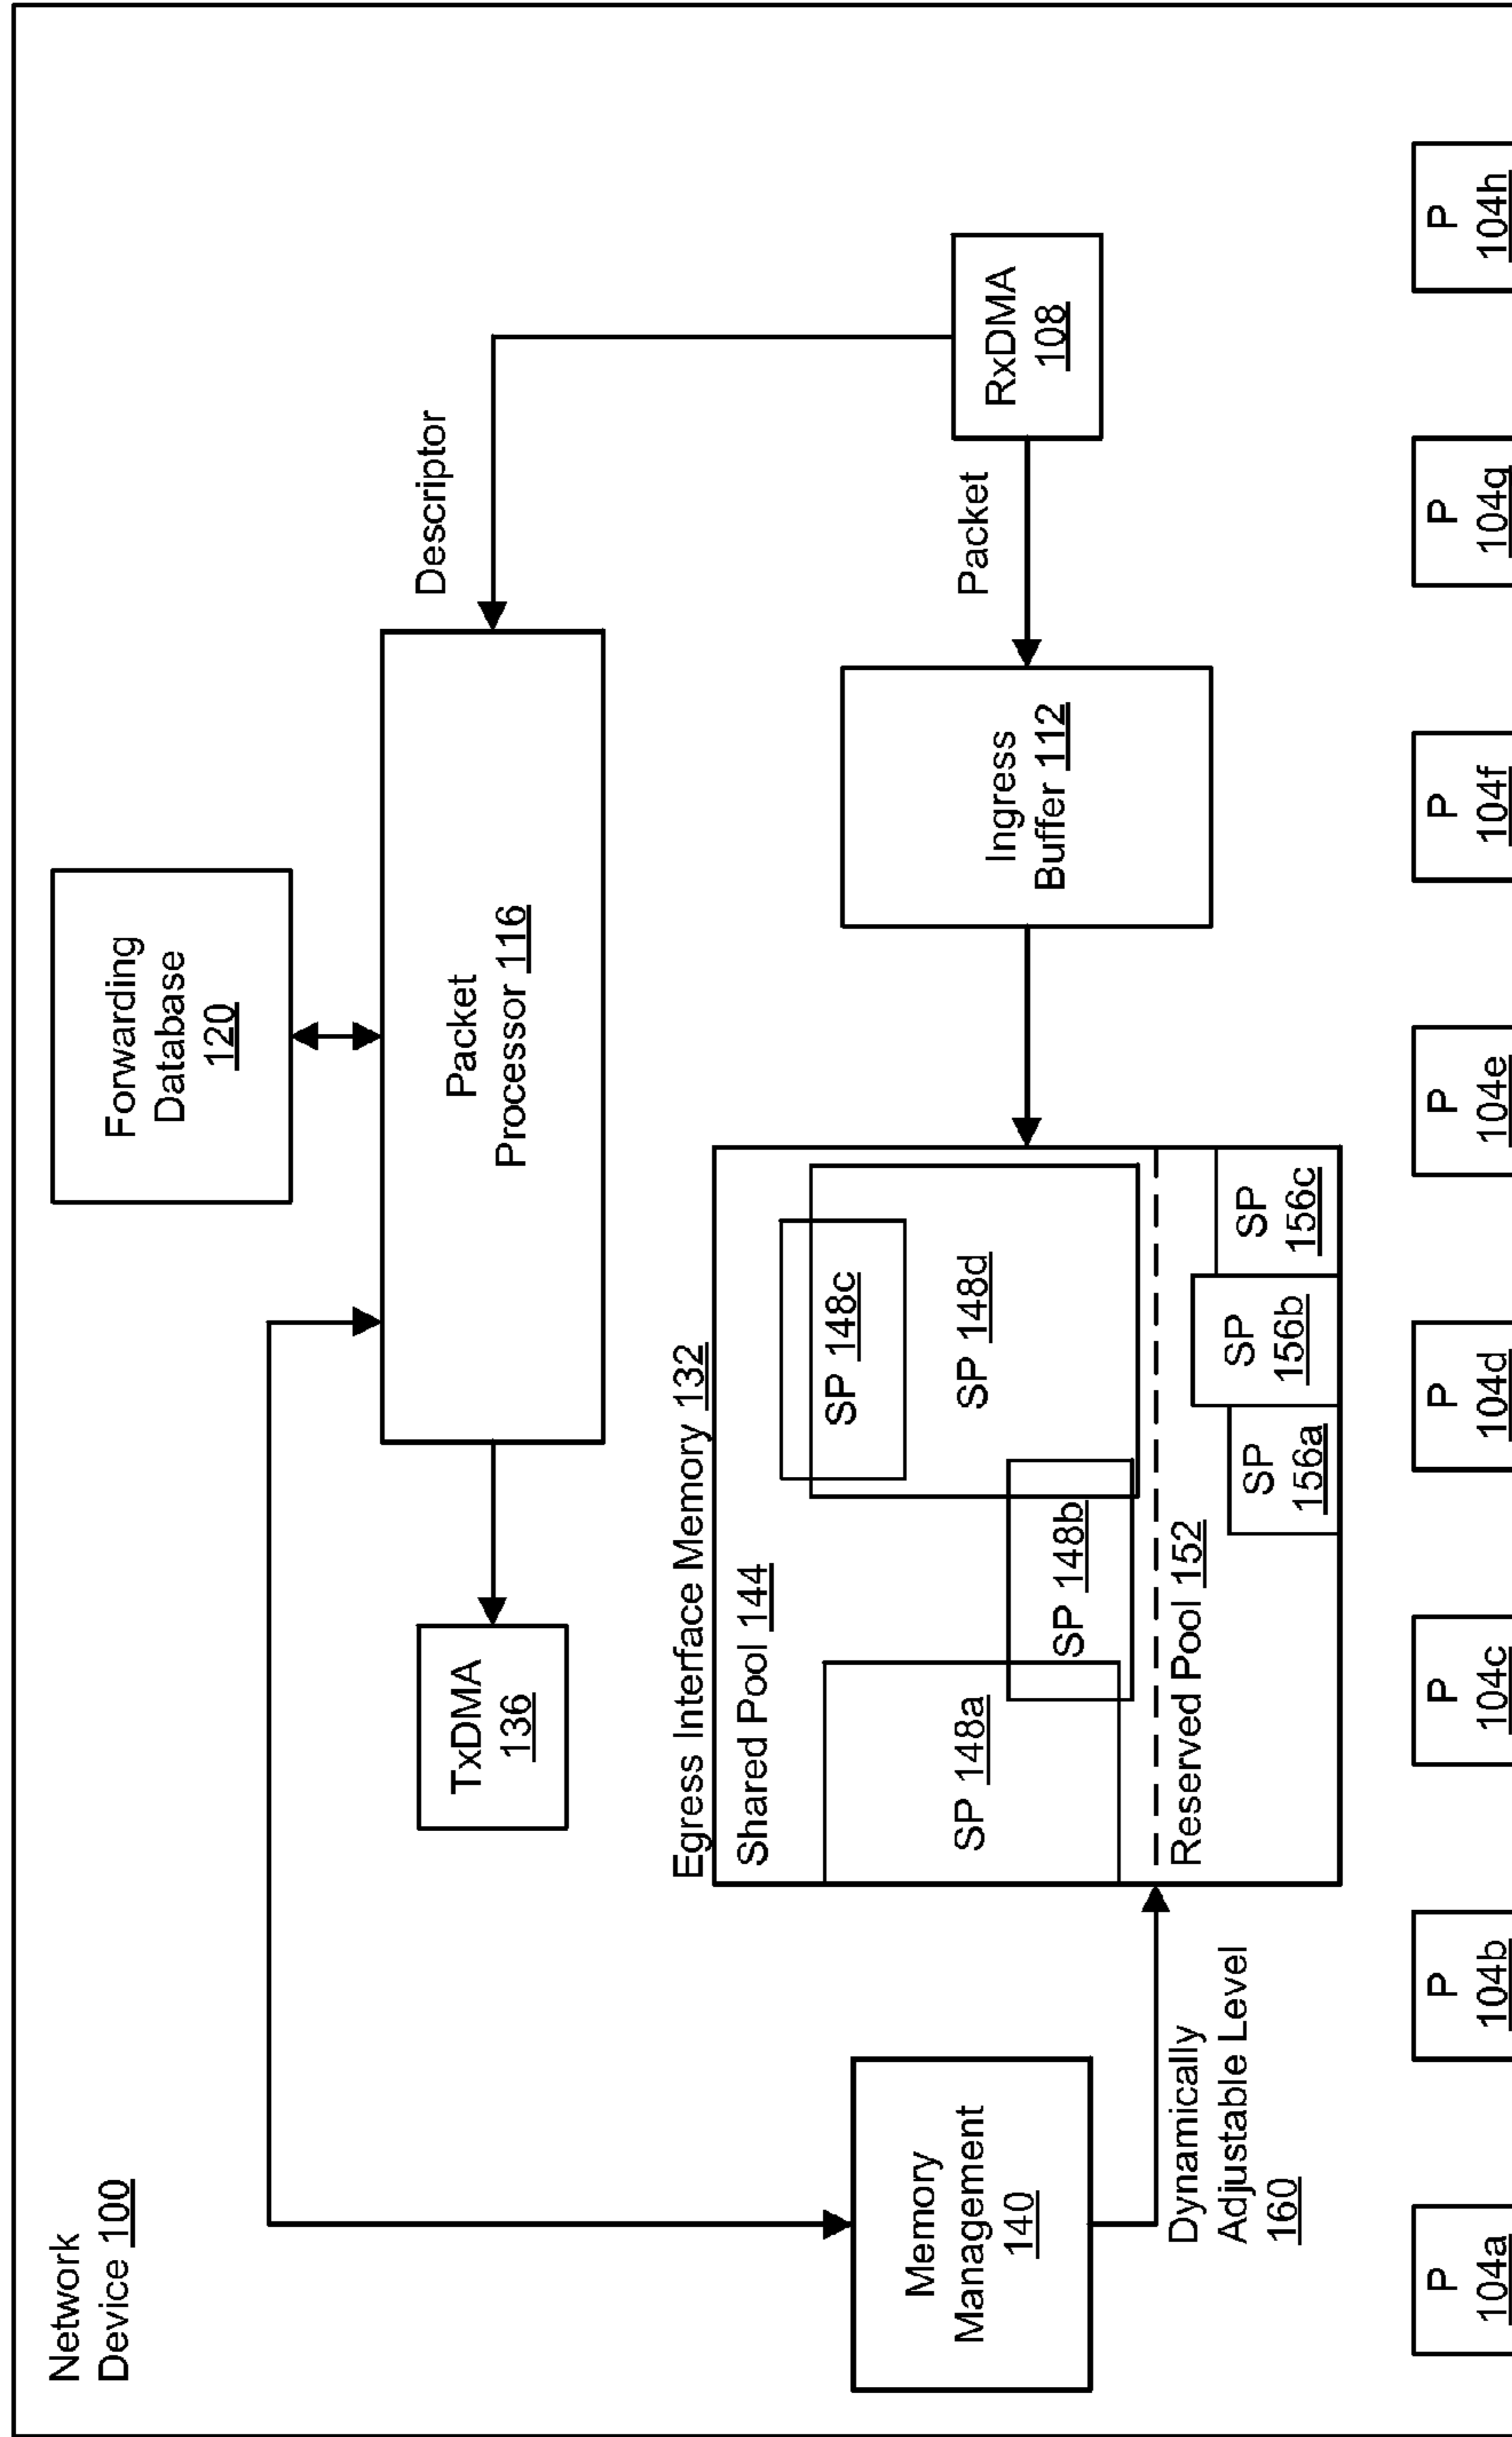 Network
Device 100
Forwarding
Database
120
Descriptor
TxDMA
136
Packet
Processor 116
Egress Interface Memory 132
Shared Pool 144
SP 148a
SP 148b
SP 148c
SP 148d
Reserved Pool 152
SP
156a
SP
156b
SP
156c
Memory
Management
140
Dynamically
Adjustable Level
160
Ingress
Buffer 112
Packet
RxDMA
108
P
104a
P
104b
P
104c
P
104d
P
104e
P
104f
P
104g
P
104h